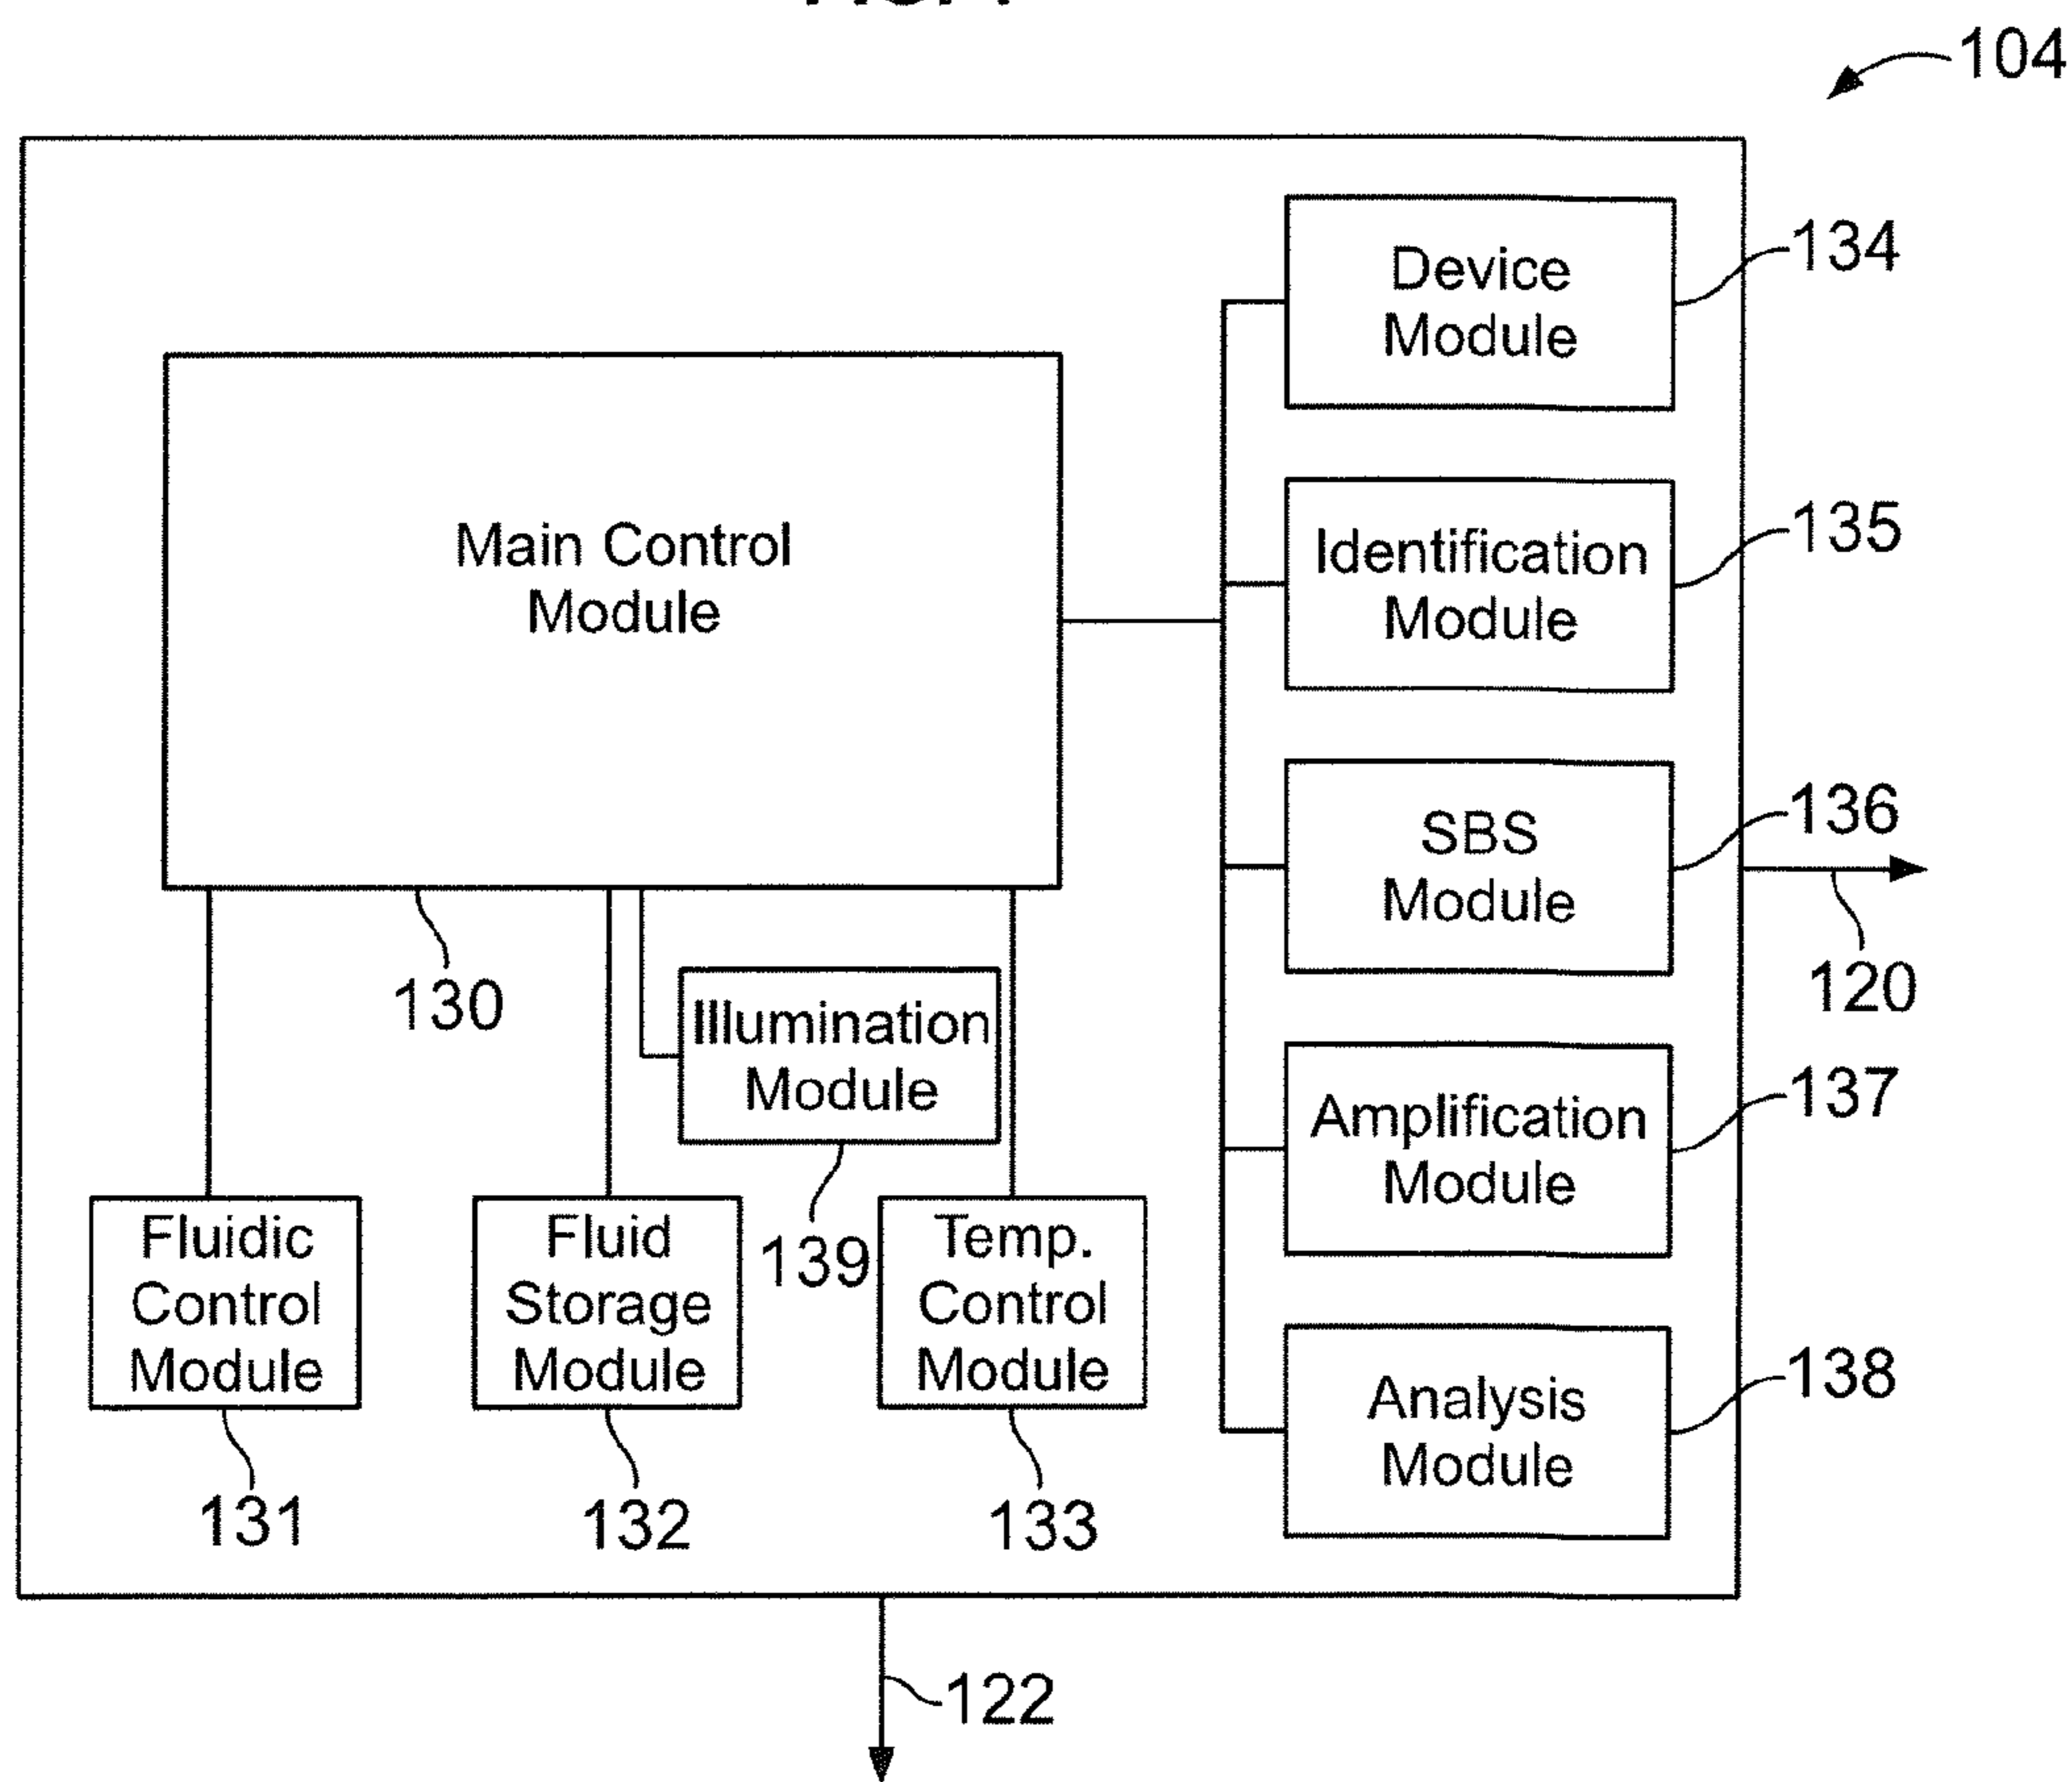 104
Device
Module
134
Main Control
Module
Identification
Module
135
SBS
Module
136
120
130
Illumination
Module
139
Amplification
Module
137
Fluidic
Control
Module
131
Fluid
Storage
Module
132
Temp.
Control
Module
133
Analysis
Module
138
122